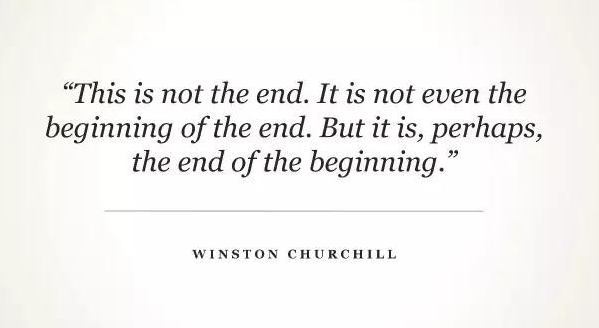 “This is not the end. It is not even the
beginning of the end. But it is, perhaps,
the end of the beginning.”
WINSTON CHURCHILL